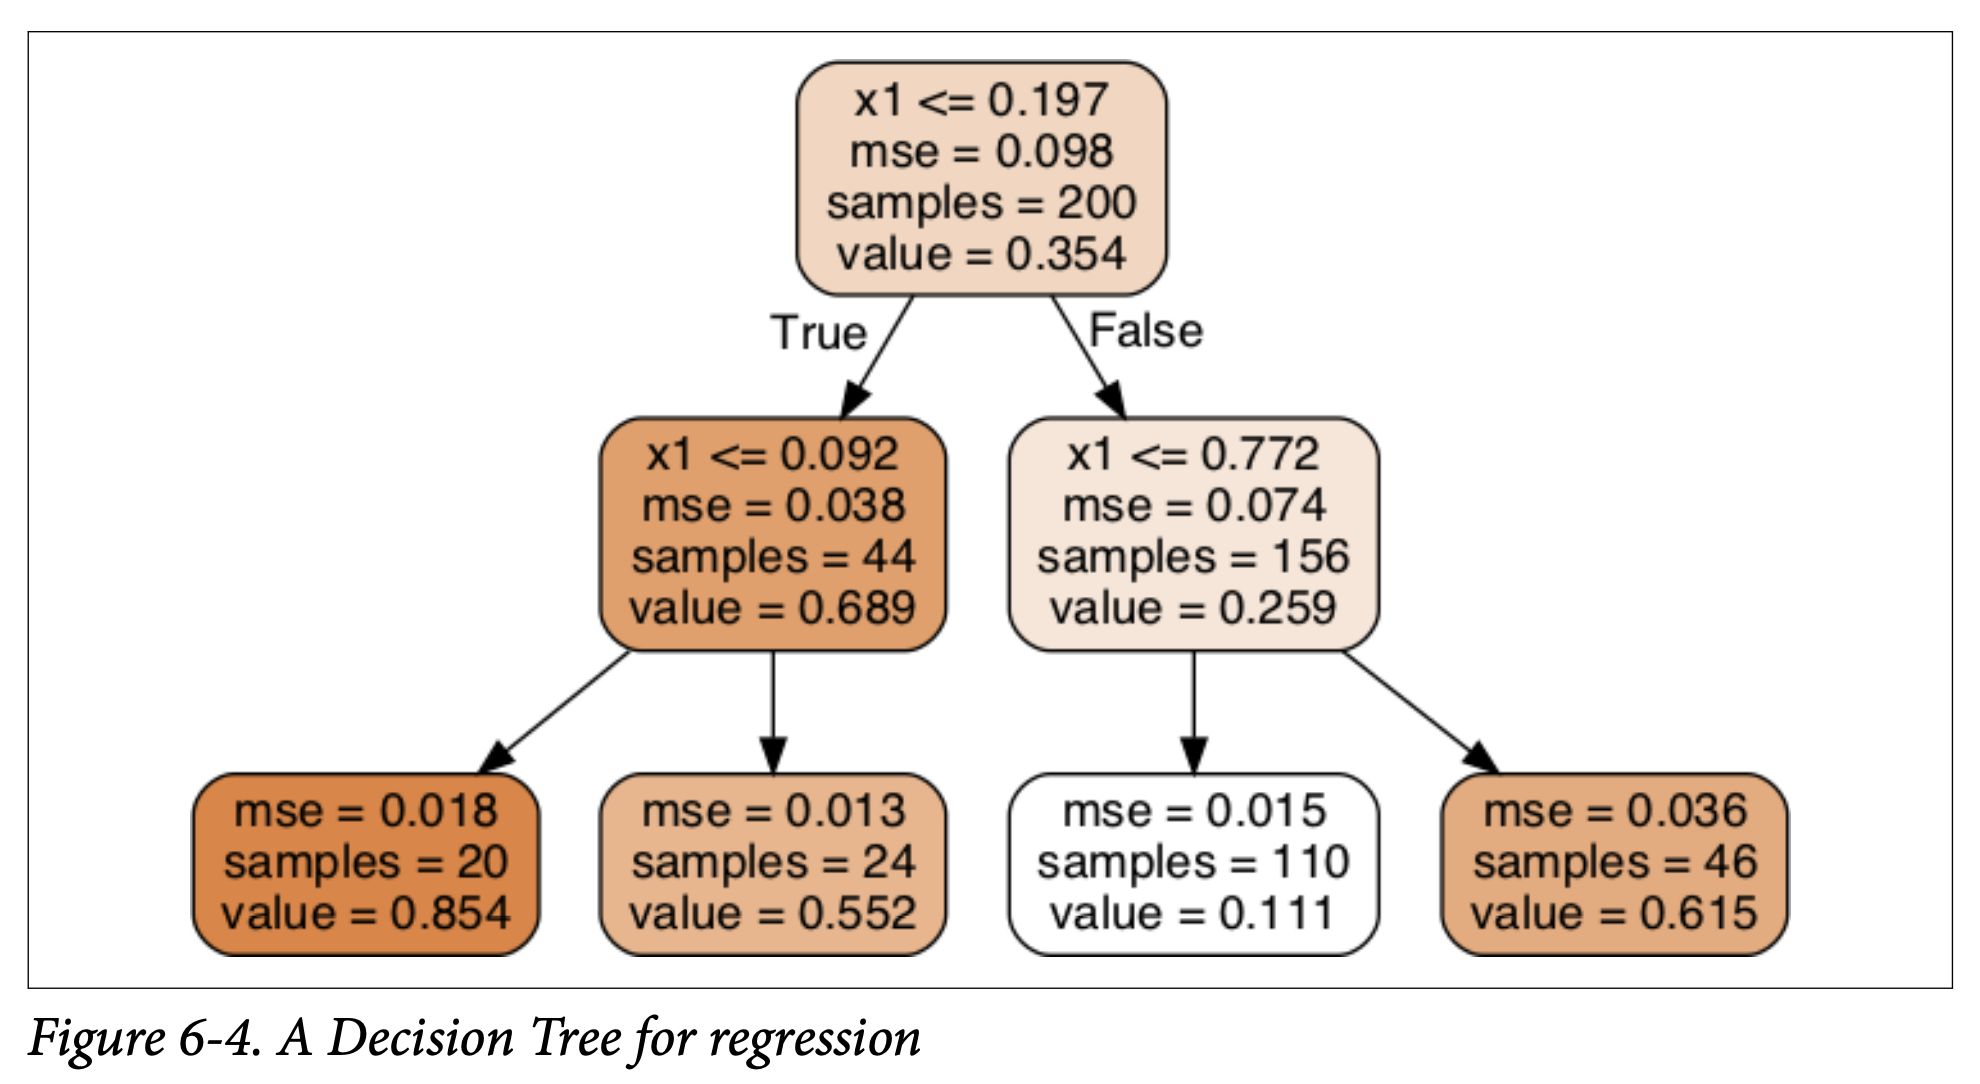 x1 <= 0.197
mse = 0.098
samples = 200
value = 0.354
True
False
x1 <= 0.092
mse = 0.038
samples = 44
value = 0.689
x1 <= 0.772
mse = 0.074
samples = 156
value = 0.259
mse = 0.018
samples = 20
value = 0.854
mse = 0.013
samples = 24
value = 0.552
mse = 0.015
samples = 110
value = 0.111
mse = 0.036
samples = 46
value = 0.615
Figure 6-4. A Decision Tree for regression